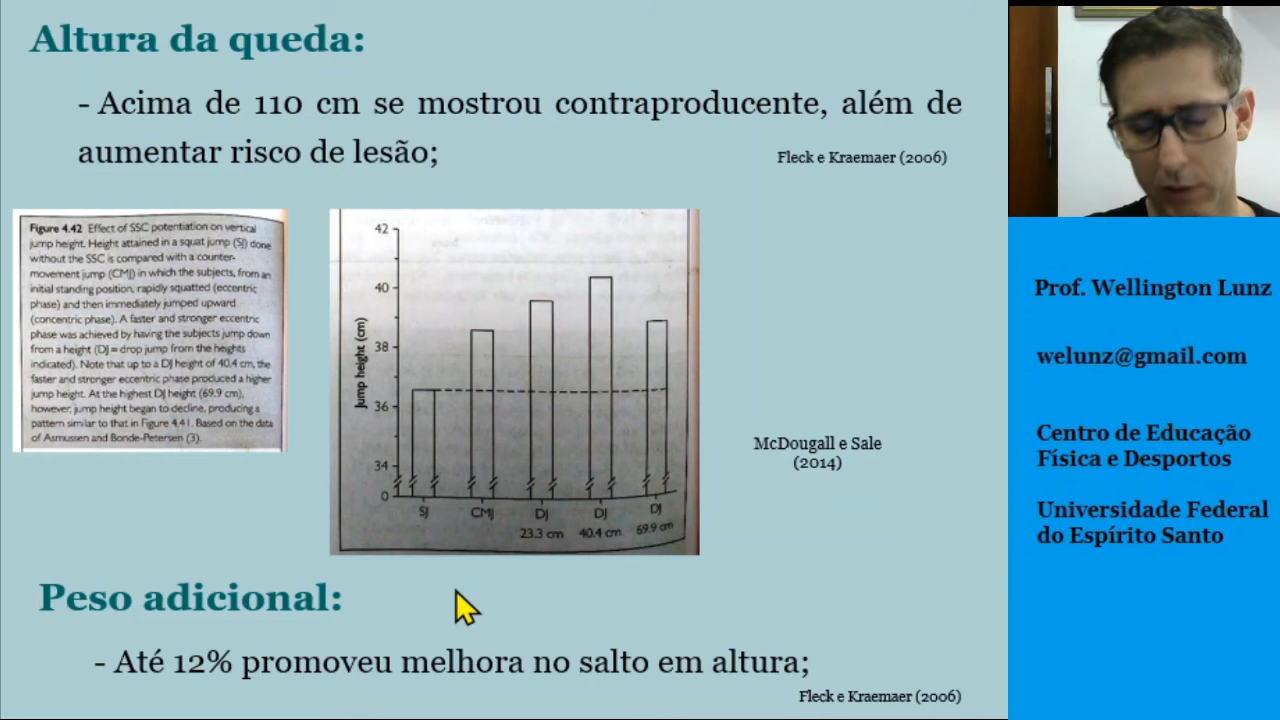 Altura da queda:
- Acima de 110 cm se mostrou contraproducente, além de
aumentar risco de lesão;
Fleck e Kraemaer (2006)
Figure 4.42 Effect of SSC potentiation on vertical
jump height. Height attained in a squat jump (SJ) done
without the SSC is compared with a counter-
movement jump (CMJ) in which the subjects, from an
initial standing position, rapidly squatted (eccentric
phase) and then immediately jumped upward
(concentric phase). A faster and stronger eccentric
phase was achieved by having the subjects jump down
from a height (DJ = drop jump from the heights
indicated). Note that up to a DJ height of 40.4 cm, the
faster and stronger eccentric phase produced a higher
jump height. At the highest DJ height (69.9 cm),
however, jump height began to decline, producing a
pattern similar to that in Figure 4.41. Based on the data
of Asmussen and Bonde-Petersen (3).
Jump height (cm)
42
40
38
36
34
0
SJ CMJ DJ DJ DJ
23.3 cm 40.4 cm 69.9 cm
McDougall e Sale
(2014)
Peso adicional:
- Até 12% promoveu melhora no salto em altura;
Fleck e Kraemaer (2006)
Prof. Wellington Lunz
welunz@gmail.com
Centro de Educação
Física e Desportos
Universidade Federal
do Espírito Santo